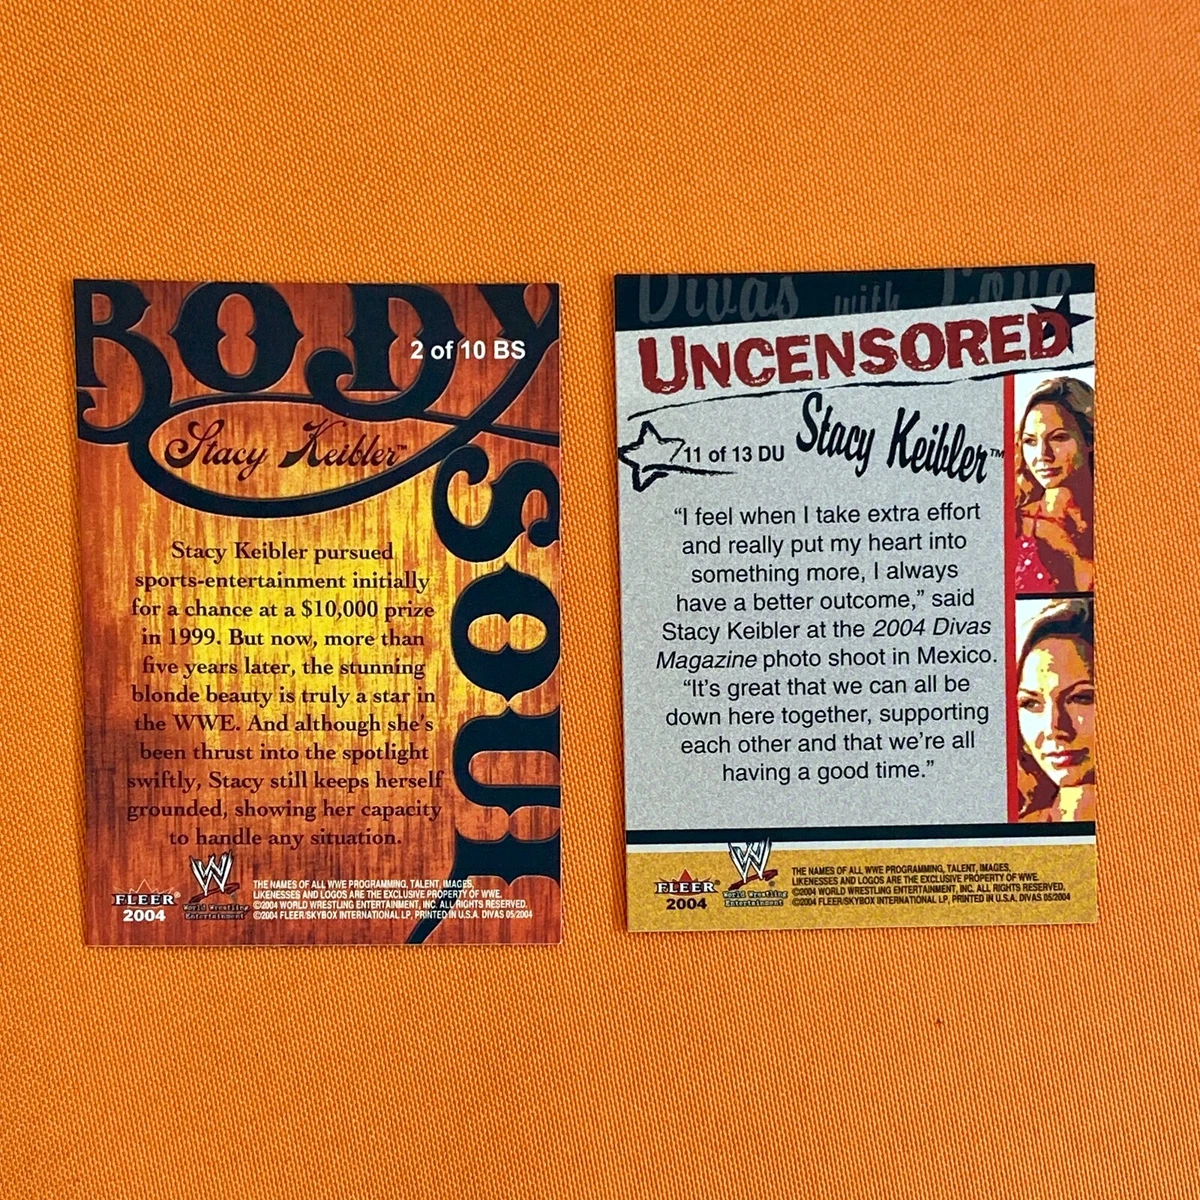 BODY
2 of 10 BS
Stacy Keibler™
SOUL
Stacy Keibler pursued
sports-entertainment initially
for a chance at a $10,000 prize
in 1999. But now, more than
five years later, the stunning
blonde beauty is truly a star in
the WWE. And although she's
been thrust into the spotlight
swiftly, Stacy still keeps herself
grounded, showing her capacity
to handle any situation.
FLEER®
2004
W
World Wrestling
Entertainment
THE NAMES OF ALL WWE PROGRAMMING, TALENT, IMAGES,
LIKENESSES AND LOGOS ARE THE EXCLUSIVE PROPERTY OF WWE.
©2004 WORLD WRESTLING ENTERTAINMENT, INC. ALL RIGHTS RESERVED.
©2004 FLEER/SKYBOX INTERNATIONAL LP, PRINTED IN U.S.A. DIVAS 05/2004
Divas with Love
UNCENSORED
11 of 13 DU
Stacy Keibler™
“I feel when I take extra effort
and really put my heart into
something more, I always
have a better outcome,” said
Stacy Keibler at the 2004 Divas
Magazine photo shoot in Mexico.
“It’s great that we can all be
down here together, supporting
each other and that we’re all
having a good time.”
FLEER®
2004
W
World Wrestling
Entertainment
THE NAMES OF ALL WWE PROGRAMMING, TALENT, IMAGES,
LIKENESSES AND LOGOS ARE THE EXCLUSIVE PROPERTY OF WWE.
©2004 WORLD WRESTLING ENTERTAINMENT, INC. ALL RIGHTS RESERVED.
©2004 FLEER/SKYBOX INTERNATIONAL LP, PRINTED IN U.S.A. DIVAS 05/2004